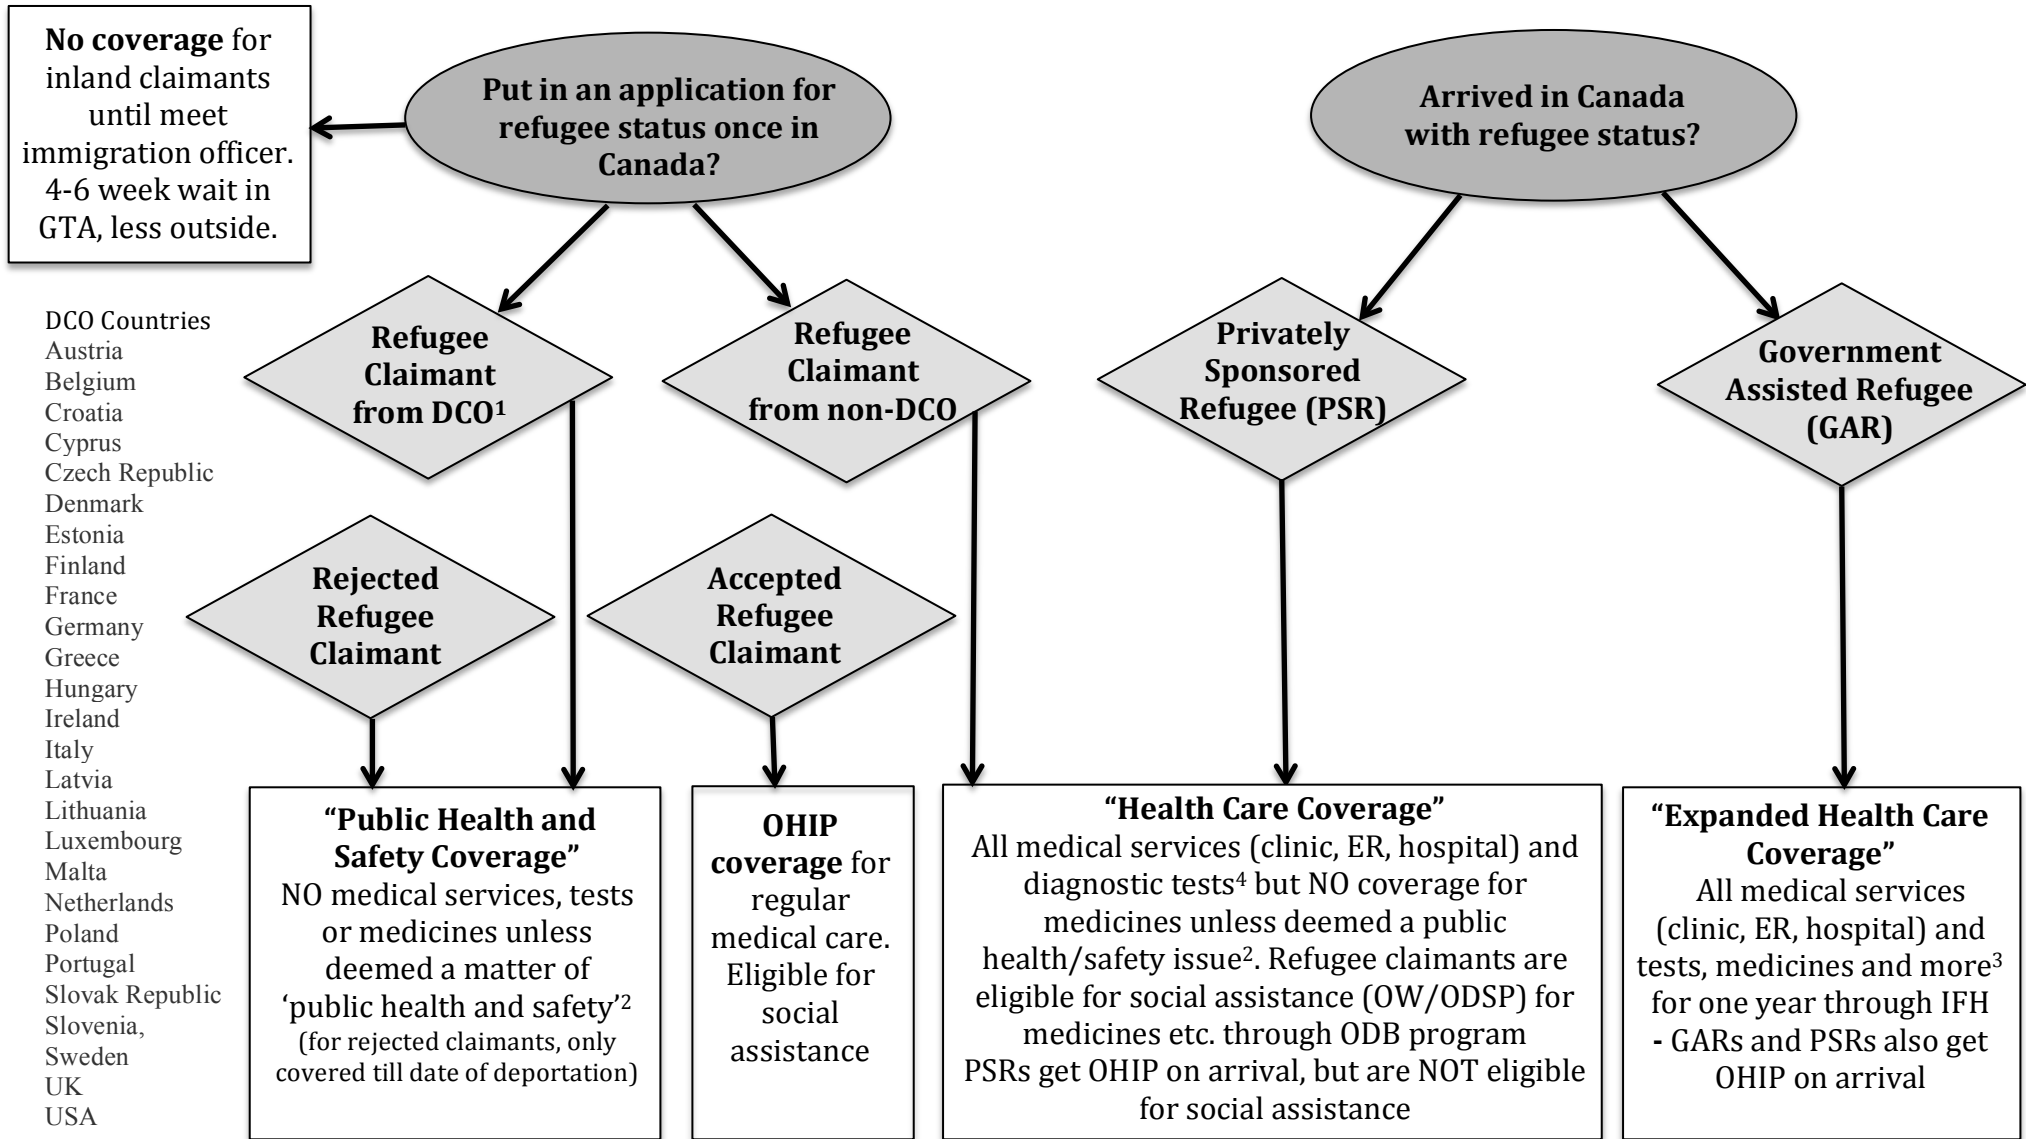 No coverage for
inland claimants
until meet
immigration officer.
4-6 week wait in
GTA, less outside.
Put in an application for
refugee status once in
Canada?
Arrived in Canada
with refugee status?
DCO Countries
Austria
Belgium
Croatia
Cyprus
Czech Republic
Denmark
Estonia
Finland
France
Germany
Greece
Hungary
Ireland
Italy
Latvia
Lithuania
Luxembourg
Malta
Netherlands
Poland
Portugal
Slovak Republic
Slovenia,
Sweden
UK
USA
Refugee
Claimant
from DCO¹
Refugee
Claimant
from non-DCO
Privately
Sponsored
Refugee (PSR)
Government
Assisted Refugee
(GAR)
Rejected
Refugee
Claimant
Accepted
Refugee
Claimant
“Public Health and
Safety Coverage”
NO medical services, tests
or medicines unless
deemed a matter of
‘public health and safety’²
(for rejected claimants, only
covered till date of deportation)
OHIP
coverage for
regular
medical care.
Eligible for
social
assistance
“Health Care Coverage”
All medical services (clinic, ER, hospital) and
diagnostic tests⁴ but NO coverage for
medicines unless deemed a public
health/safety issue². Refugee claimants are
eligible for social assistance (OW/ODSP) for
medicines etc. through ODB program
PSRs get OHIP on arrival, but are NOT eligible
for social assistance
“Expanded Health Care
Coverage”
All medical services
(clinic, ER, hospital) and
tests, medicines and more³
for one year through IFH
- GARs and PSRs also get
OHIP on arrival